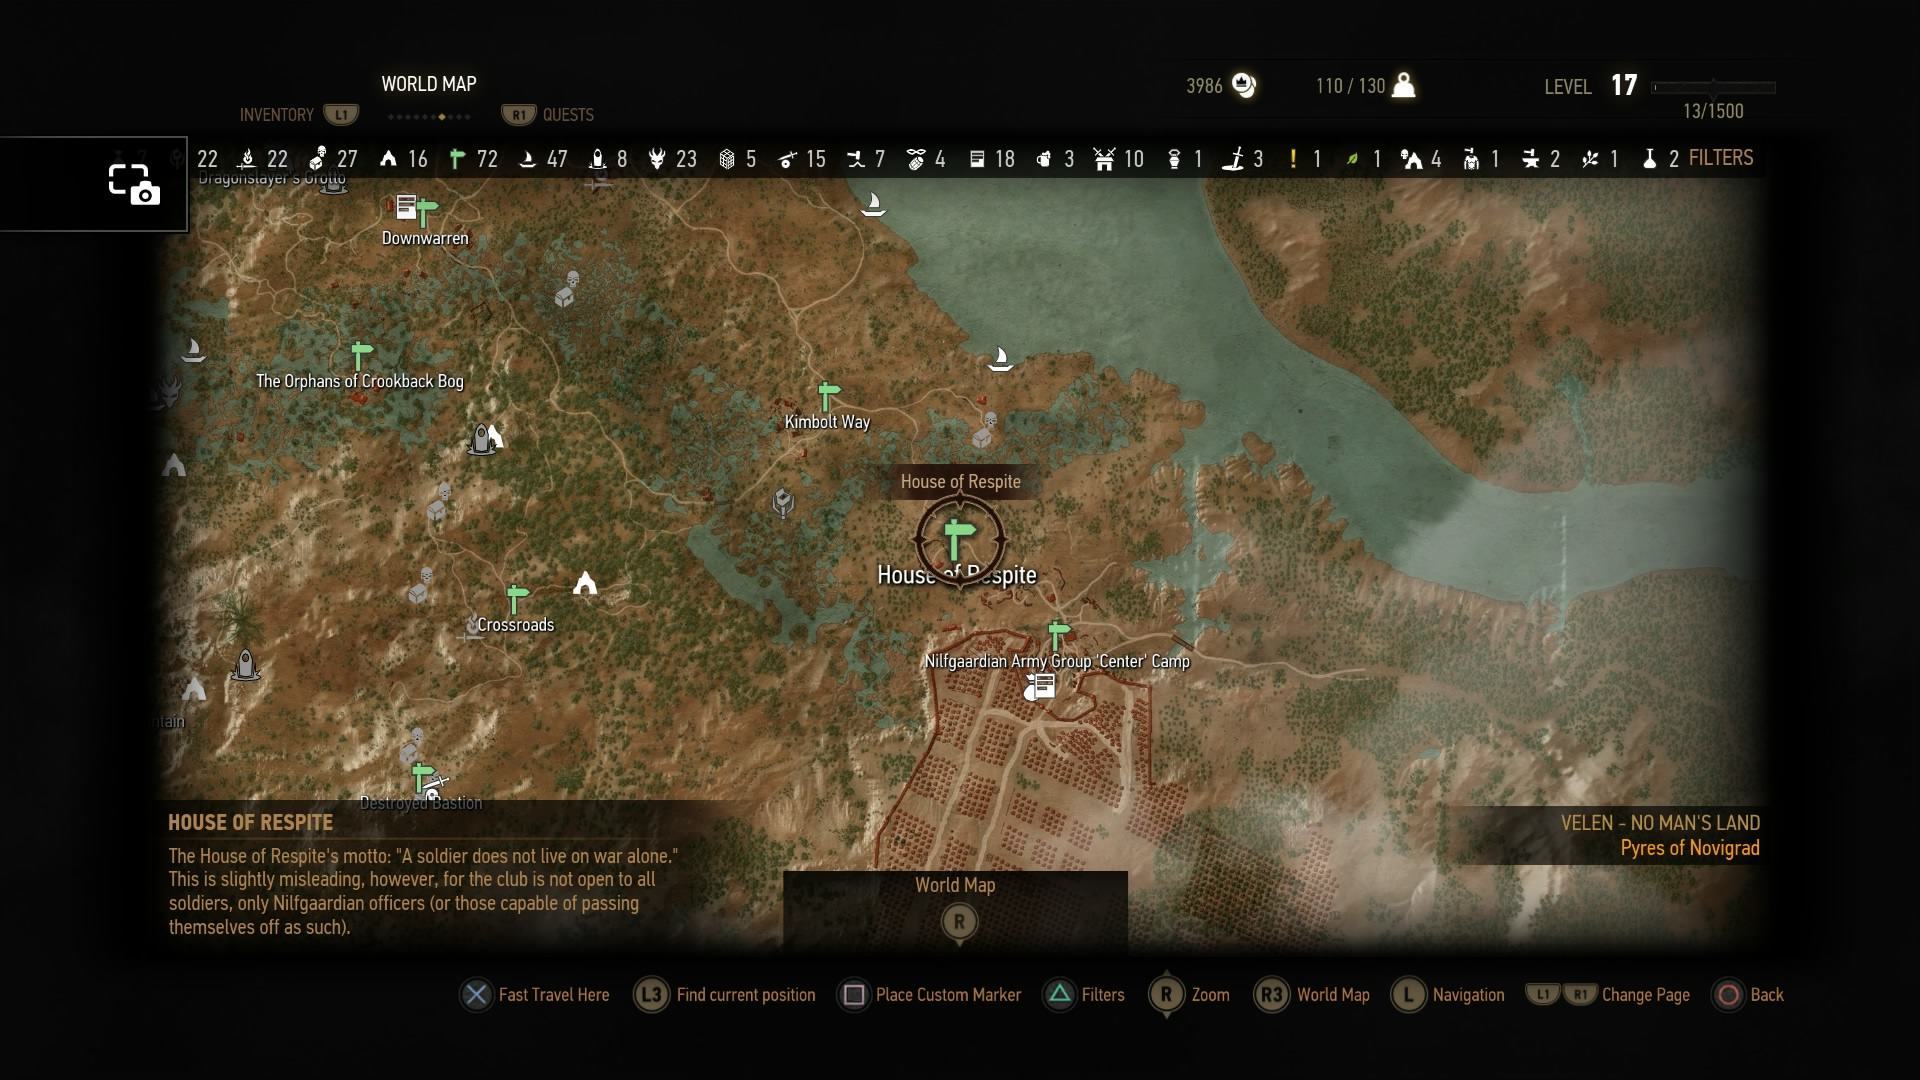 WORLD MAP
3986
110 / 130
LEVEL 17
INVENTORY L1
R1 QUESTS
13/1500
22 22 27 16 72 47 8 23 5 15 7 4 18 3 10 1 3 ! 1 1 4 1 2 1 2 FILTERS
Dragonslayer's Grotto
Downwarren
The Orphans of Crookback Bog
Kimbolt Way
House of Respite
House of Respite
Crossroads
Nilfgaardian Army Group 'Center' Camp
ntain
Destroyed Bastion
HOUSE OF RESPITE
The House of Respite's motto: "A soldier does not live on war alone."
This is slightly misleading, however, for the club is not open to all
soldiers, only Nilfgaardian officers (or those capable of passing
themselves off as such).
VELEN - NO MAN'S LAND
Pyres of Novigrad
World Map
R
Fast Travel Here L3 Find current position Place Custom Marker Filters R Zoom R3 World Map L Navigation L1 R1 Change Page Back